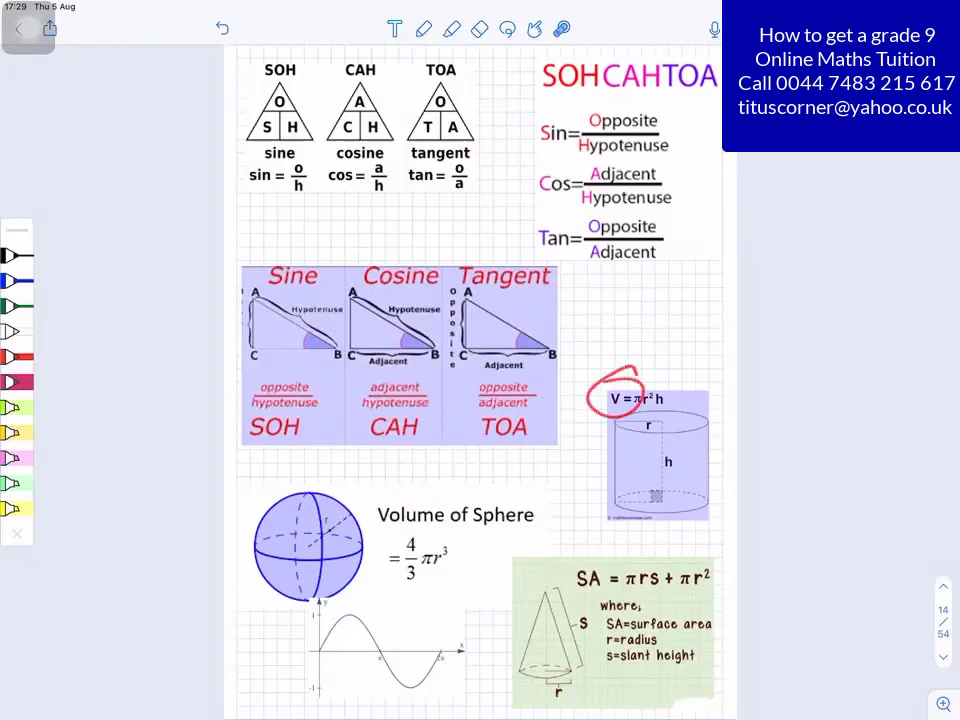 17:29 Thu 5 Aug
How to get a grade 9
Online Maths Tuition
Call 0044 7483 215 617
tituscorner@yahoo.co.uk
SOH CAH TOA
O A O
S H C H T A
sine cosine tangent
sin = o/h cos = a/h tan = o/a
SOHCAHTOA
Sin= Opposite
Hypotenuse
Cos= Adjacent
Hypotenuse
Tan= Opposite
Adjacent
Sine Cosine Tangent
A A opposite A
Hypotenuse Hypotenuse
C B C B C B
Adjacent Adjacent
opposite adjacent opposite
hypotenuse hypotenuse adjacent
SOH CAH TOA
V = πr²h
r
h
Volume of Sphere
= 4/3 πr³
r
y
1
π 2π x
-1
SA = πrs + πr²
where;
S SA=surface area
r=radius
s=slant height
r
14
/
54